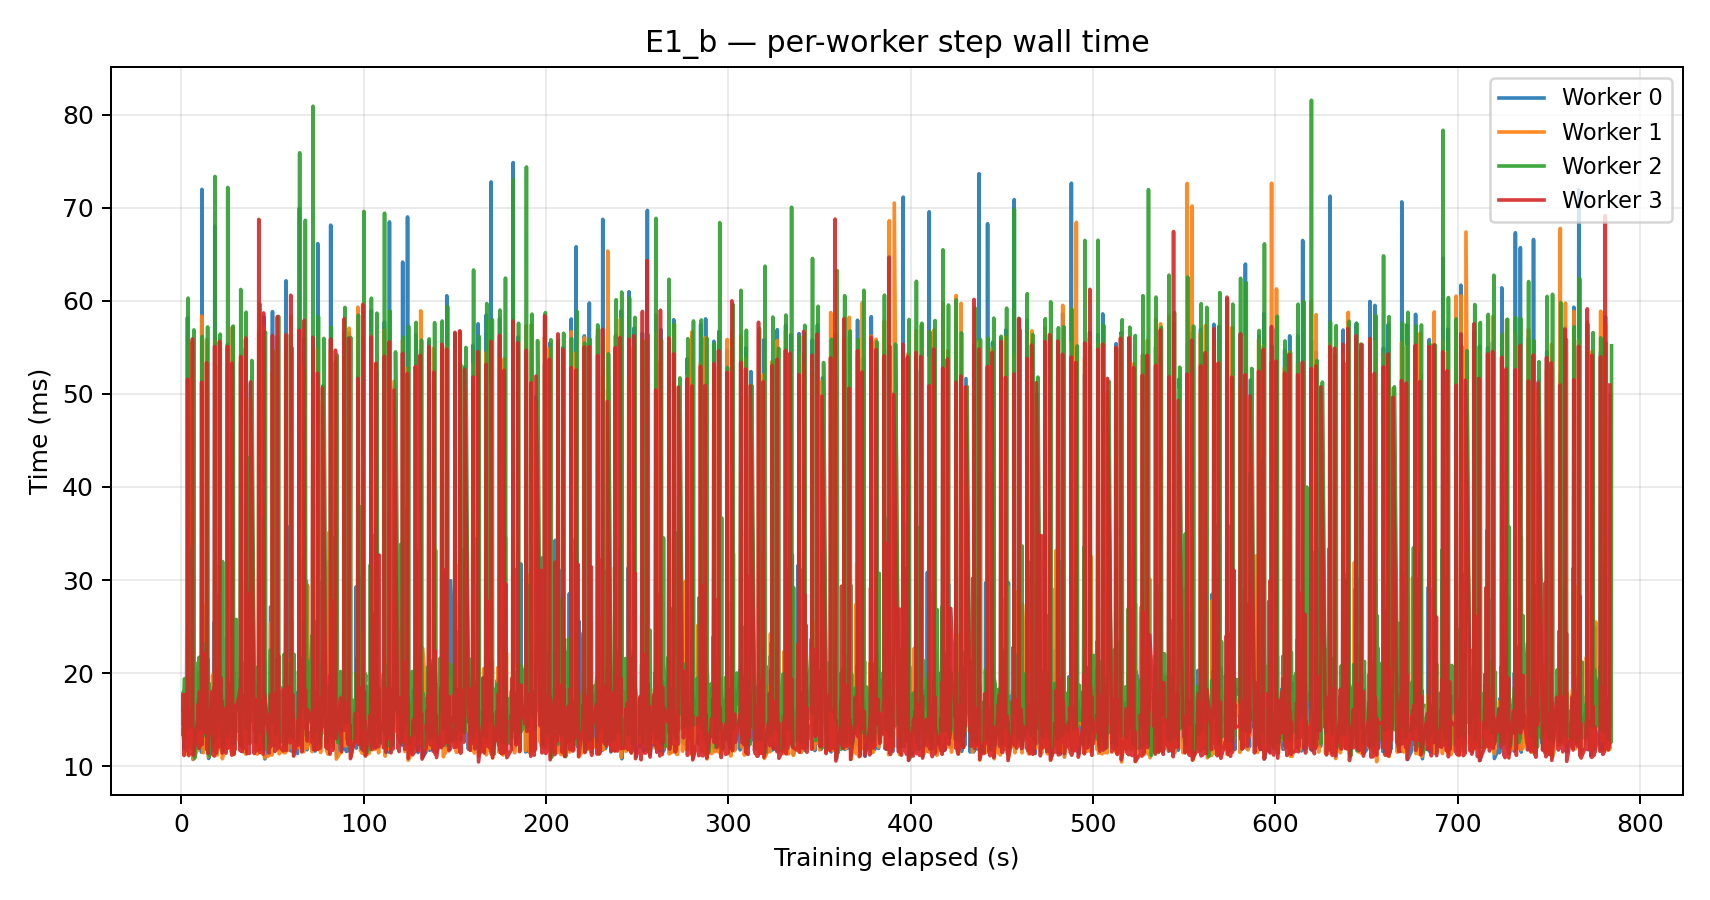 E1_b — per-worker step wall time
Time (ms)
80
70
60
50
40
30
20
10
Worker 0
Worker 1
Worker 2
Worker 3
0 100 200 300 400 500 600 700 800
Training elapsed (s)